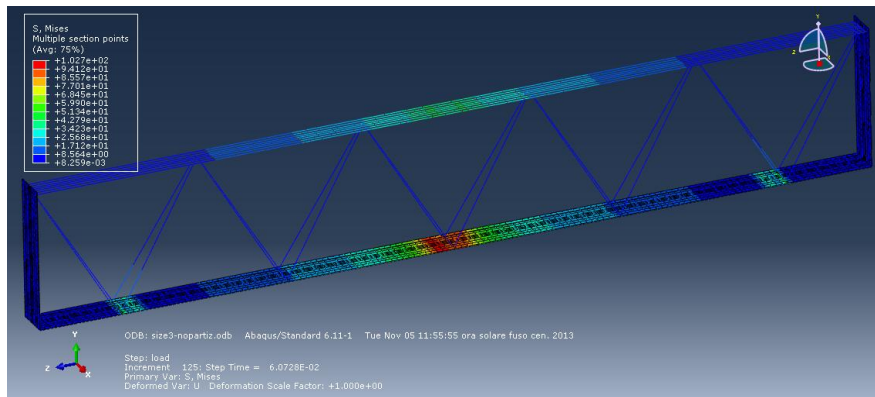 S, Mises
Multiple section points
(Avg: 75%)
+1.027e+02
+9.412e+01
+8.557e+01
+7.701e+01
+6.845e+01
+5.990e+01
+5.134e+01
+4.279e+01
+3.423e+01
+2.568e+01
+1.712e+01
+8.564e+00
+8.259e-03
Y
Z
X
ODB: size3-nopartiz.odb Abaqus/Standard 6.11-1 Tue Nov 05 11:55:55 ora solare fuso cen. 2013
Y
Z
X
Step: load
Increment 125: Step Time = 6.0728E-02
Primary Var: S, Mises
Deformed Var: U Deformation Scale Factor: +1.000e+00